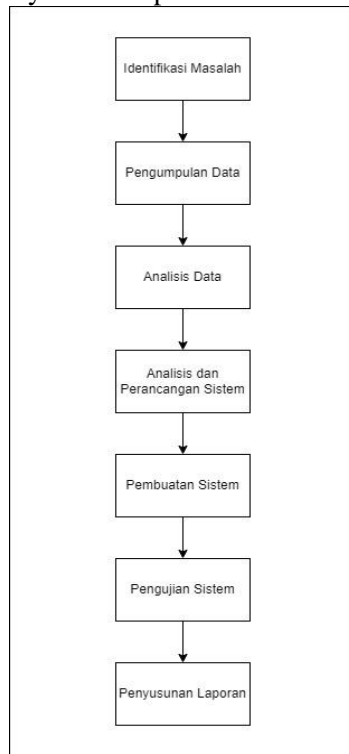 Identifikasi Masalah
Pengumpulan Data
Analisis Data
Analisis dan
Perancangan Sistem
Pembuatan Sistem
Pengujian Sistem
Penyusunan Laporan